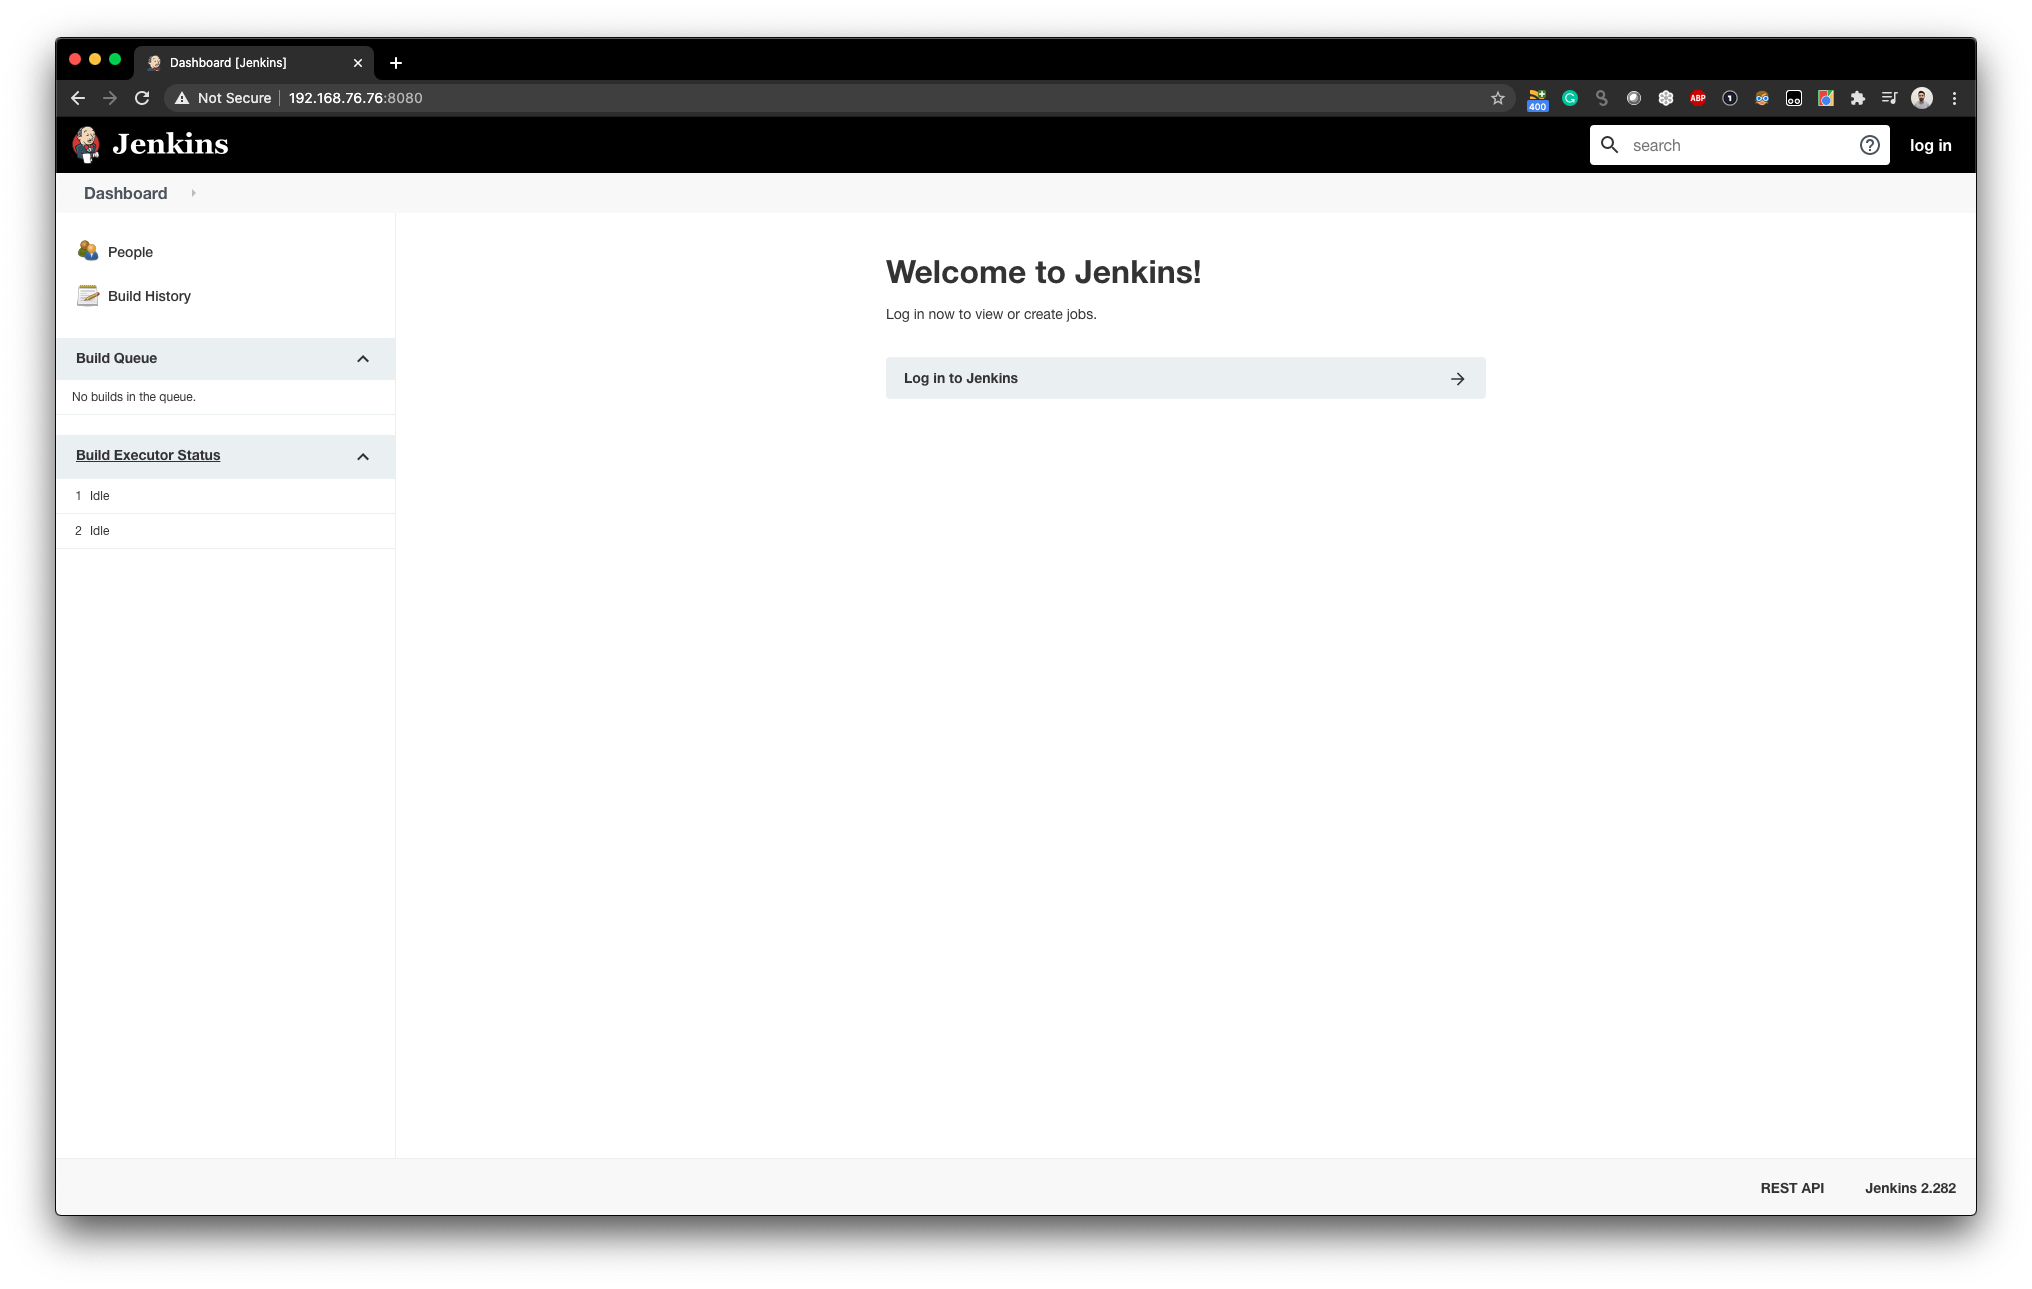 Dashboard [Jenkins]
Not Secure
192.168.76.76:8080
400
ABP
Jenkins
search
log in
Dashboard
People
Build History
Build Queue
No builds in the queue.
Build Executor Status
1 Idle
2 Idle
Welcome to Jenkins!
Log in now to view or create jobs.
Log in to Jenkins
REST API
Jenkins 2.282